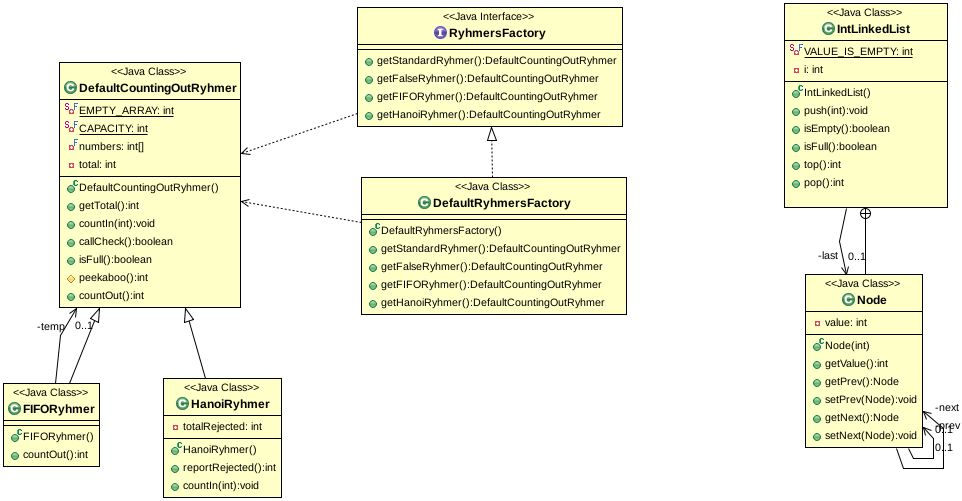 <<Java Interface>>
RyhmersFactory
getStandardRyhmer():DefaultCountingOutRyhmer
getFalseRyhmer():DefaultCountingOutRyhmer
getFIFORyhmer():DefaultCountingOutRyhmer
getHanoiRyhmer():DefaultCountingOutRyhmer
<<Java Class>>
DefaultCountingOutRyhmer
EMPTY_ARRAY: int
CAPACITY: int
numbers: int[]
total: int
DefaultCountingOutRyhmer()
getTotal():int
countIn(int):void
callCheck():boolean
isFull():boolean
peekaboo():int
countOut():int
<<Java Class>>
DefaultRyhmersFactory
DefaultRyhmersFactory()
getStandardRyhmer():DefaultCountingOutRyhmer
getFalseRyhmer():DefaultCountingOutRyhmer
getFIFORyhmer():DefaultCountingOutRyhmer
getHanoiRyhmer():DefaultCountingOutRyhmer
-temp 0..1
<<Java Class>>
FIFORyhmer
FIFORyhmer()
countOut():int
<<Java Class>>
HanoiRyhmer
totalRejected: int
HanoiRyhmer()
reportRejected():int
countIn(int):void
<<Java Class>>
IntLinkedList
VALUE_IS_EMPTY: int
i: int
IntLinkedList()
push(int):void
isEmpty():boolean
isFull():boolean
top():int
pop():int
-last 0..1
<<Java Class>>
Node
value: int
Node(int)
getValue():int
getPrev():Node
setPrev(Node):void
getNext():Node
setNext(Node):void
-next
-prev
0..1
0..1